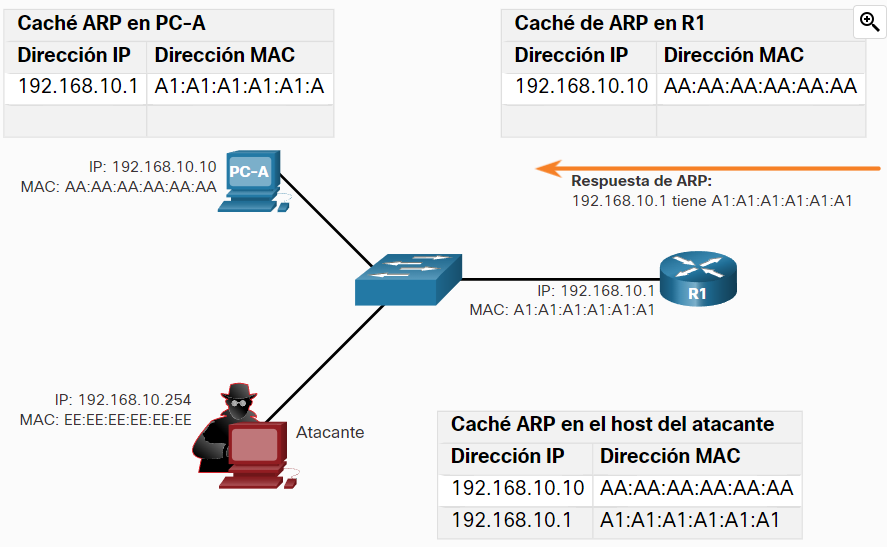 Caché ARP en PC-A
Dirección IP Dirección MAC
192.168.10.1 A1:A1:A1:A1:A1:A
Caché de ARP en R1
Dirección IP Dirección MAC
192.168.10.10 AA:AA:AA:AA:AA:AA
IP: 192.168.10.10
MAC: AA:AA:AA:AA:AA:AA
PC-A
Respuesta de ARP:
192.168.10.1 tiene A1:A1:A1:A1:A1:A1
IP: 192.168.10.1
MAC: A1:A1:A1:A1:A1:A1
R1
IP: 192.168.10.254
MAC: EE:EE:EE:EE:EE:EE
Atacante
Caché ARP en el host del atacante
Dirección IP Dirección MAC
192.168.10.10 AA:AA:AA:AA:AA:AA
192.168.10.1 A1:A1:A1:A1:A1:A1